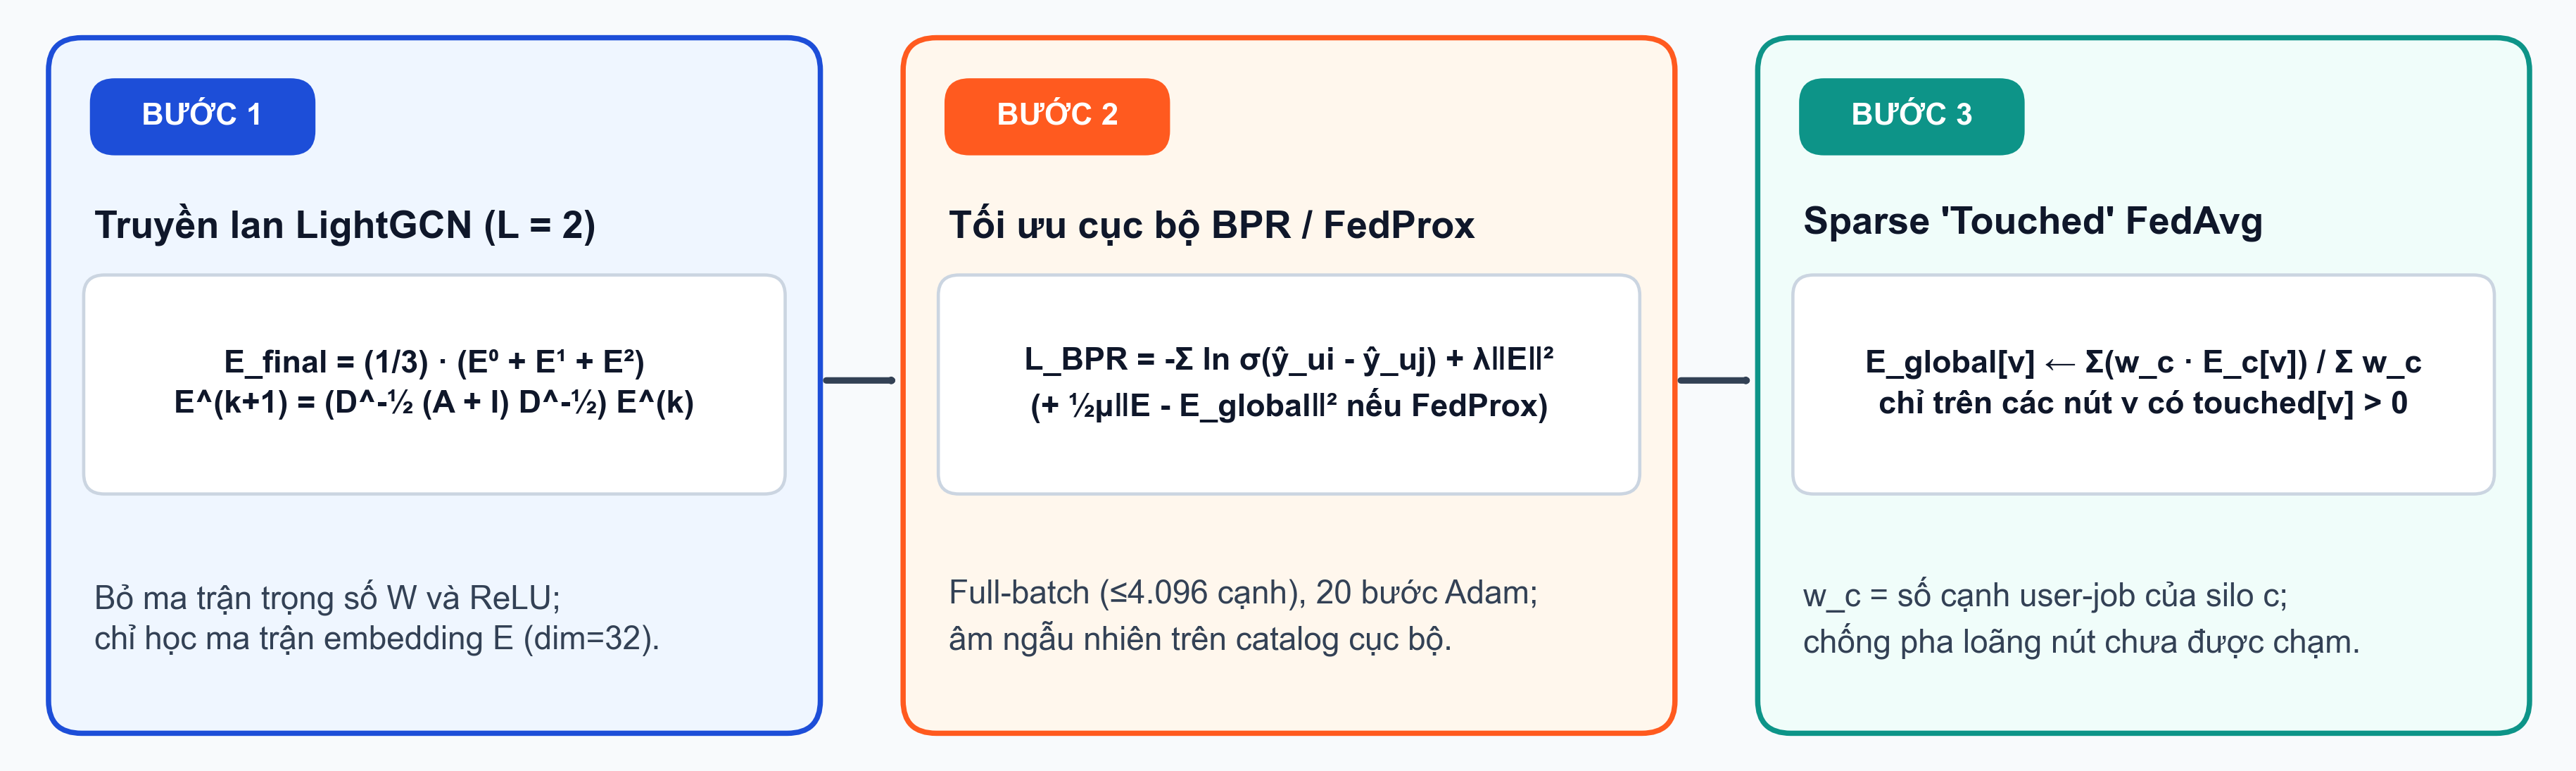 BƯỚC 1
Truyền lan LightGCN (L = 2)
E_final = (1/3) · (E⁰ + E¹ + E²)
E^(k+1) = (D^-½ (A + I) D^-½) E^(k)
Bỏ ma trận trọng số W và ReLU;
chỉ học ma trận embedding E (dim=32).
BƯỚC 2
Tối ưu cục bộ BPR / FedProx
L_BPR = -Σ ln σ(ŷ_ui - ŷ_uj) + λ‖E‖²
(+ ½μ‖E - E_global‖² nếu FedProx)
Full-batch (≤4.096 cạnh), 20 bước Adam;
âm ngẫu nhiên trên catalog cục bộ.
BƯỚC 3
Sparse 'Touched' FedAvg
E_global[v] ← Σ(w_c · E_c[v]) / Σ w_c
chỉ trên các nút v có touched[v] > 0
w_c = số cạnh user-job của silo c;
chống pha loãng nút chưa được chạm.